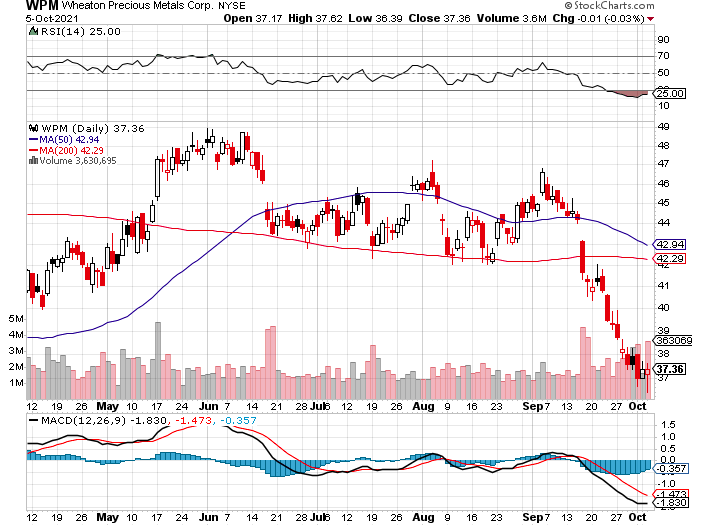 WPM Wheaton Precious Metals Corp. NYSE
© StockCharts.com
5-Oct-2021
Open 37.17 High 37.62 Low 36.39 Close 37.36 Volume 3.6M Chg -0.01 (-0.03%)
RSI(14) 25.00
90
70
50
30
25.00
10
WPM (Daily) 37.36
MA(50) 42.94
MA(200) 42.29
Volume 3,630,695
49
48
47
46
45
44
43
42.94
42.29
42
41
40
39
363069
38
37.36
37
5M
4M
3M
2M
1M
12 19 26 May 10 17 24 Jun 7 14 21 28 Jul 6 12 19 26 Aug 9 16 23 Sep 7 13 20 27 Oct
MACD(12,26,9) -1.830, -1.473, -0.357
1.5
1.0
0.5
0.0
-0.357
-1.473
-1.830
12 19 26 May 10 17 24 Jun 7 14 21 28 Jul 6 12 19 26 Aug 9 16 23 Sep 7 13 20 27 Oct